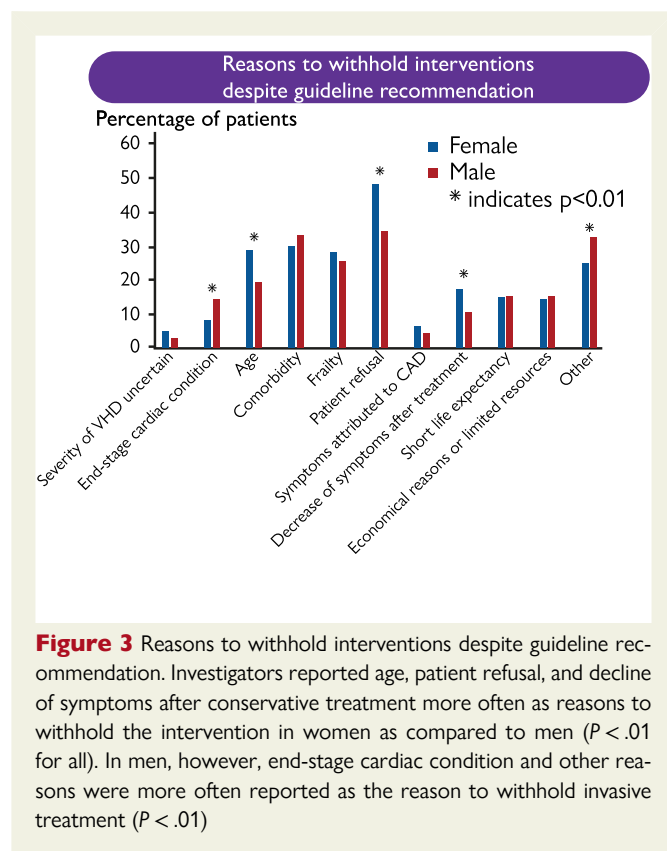 Reasons to withhold interventions
despite guideline recommendation
Percentage of patients
60
50
40
30
20
10
0
Female
Male
* indicates p<0.01
*
*
*
*
*
Severity of VHD uncertain
End-stage cardiac condition
Age
Comorbidity
Frailty
Patient refusal
Symptoms attributed to CAD
Decrease of symptoms after treatment
Short life expectancy
Economical reasons or limited resources
Other
Figure 3 Reasons to withhold interventions despite guideline rec-
ommendation. Investigators reported age, patient refusal, and decline
of symptoms after conservative treatment more often as reasons to
withhold the intervention in women as compared to men (P < .01
for all). In men, however, end-stage cardiac condition and other rea-
sons were more often reported as the reason to withhold invasive
treatment (P < .01)